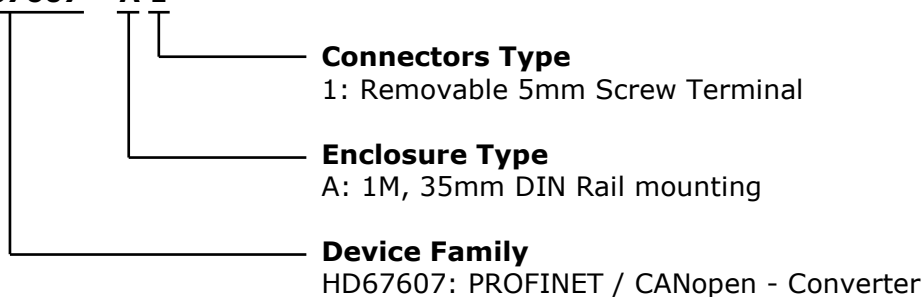 Connectors Type
1: Removable 5mm Screw Terminal
Enclosure Type
A: 1M, 35mm DIN Rail mounting
Device Family
HD67607: PROFINET / CANopen - Converter